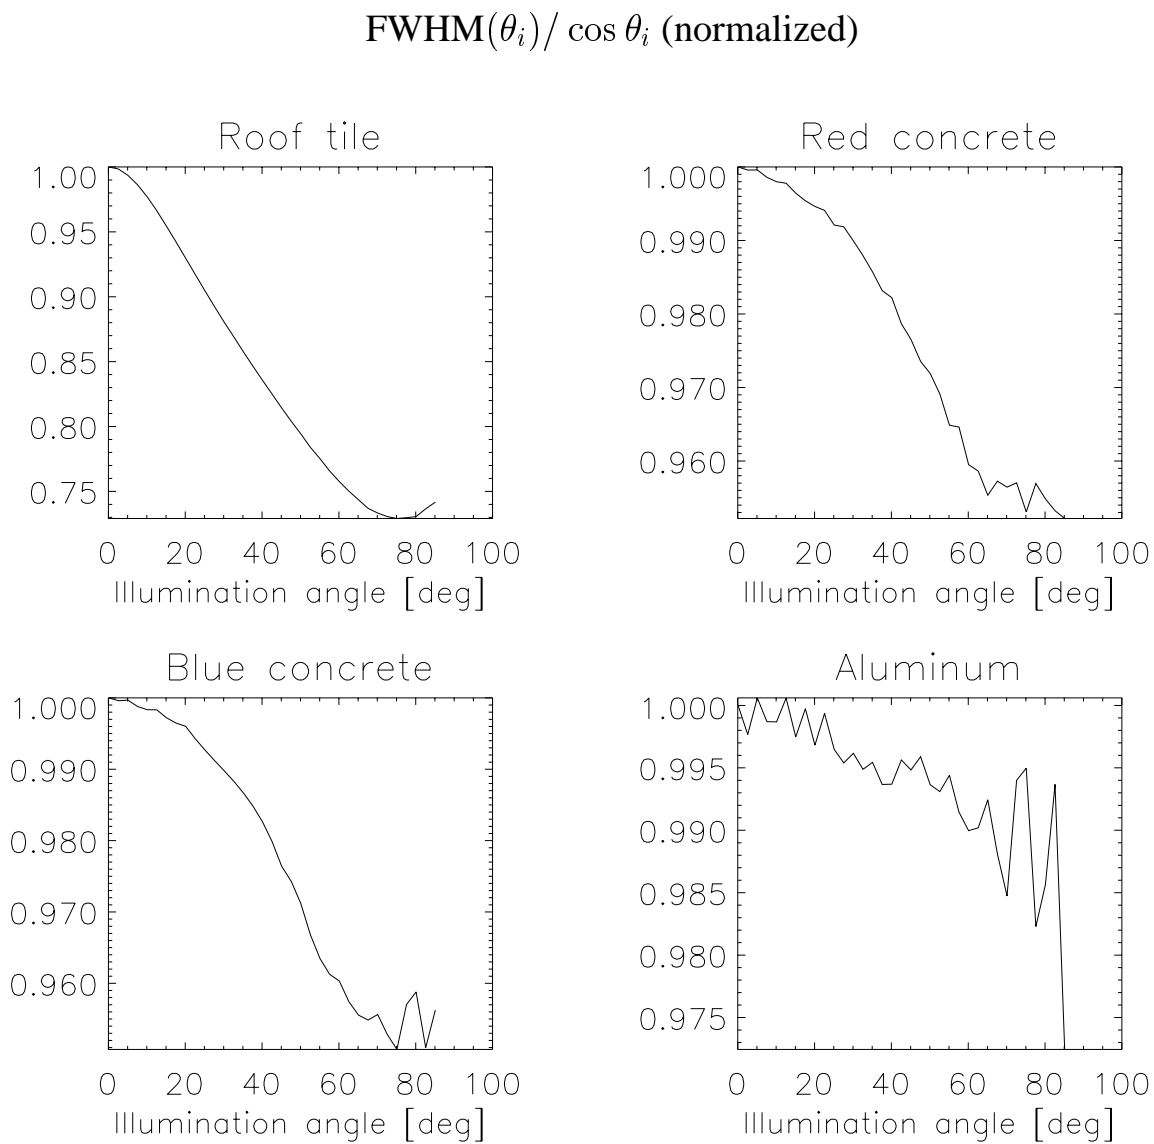 FWHM(θ_i)/ cos θ_i (normalized)
Roof tile
1.00
0.95
0.90
0.85
0.80
0.75
0 20 40 60 80 100
Illumination angle [deg]
Red concrete
1.000
0.990
0.980
0.970
0.960
0 20 40 60 80 100
Illumination angle [deg]
Blue concrete
1.000
0.990
0.980
0.970
0.960
0 20 40 60 80 100
Illumination angle [deg]
Aluminum
1.000
0.995
0.990
0.985
0.980
0.975
0 20 40 60 80 100
Illumination angle [deg]